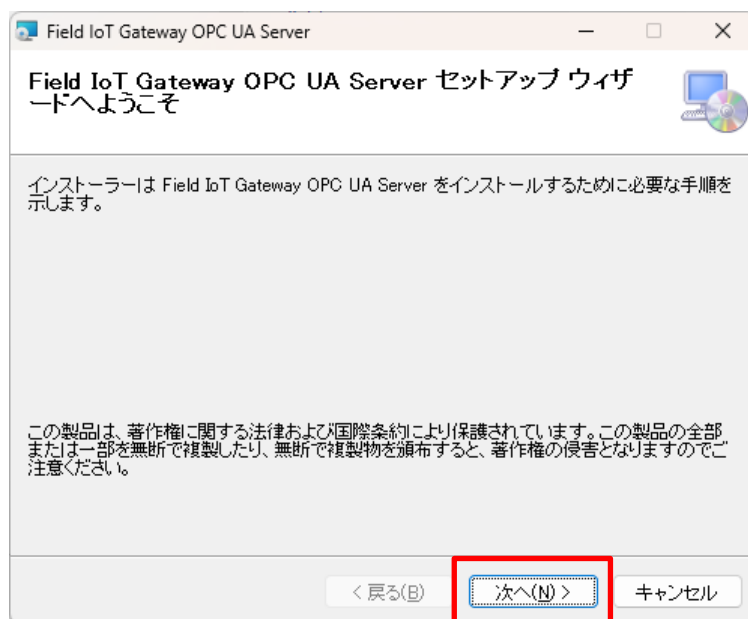 Field IoT Gateway OPC UA Server
Field IoT Gateway OPC UA Server セットアップ ウィザ
ードへようこそ
インストーラーは Field IoT Gateway OPC UA Server をインストールするために必要な手順を
示します。
この製品は、著作権に関する法律および国際条約により保護されています。この製品の全部
または一部を無断で複製したり、無断で複製物を頒布すると、著作権の侵害となりますのでご
注意ください。
< 戻る(B)
次へ(N) >
キャンセル